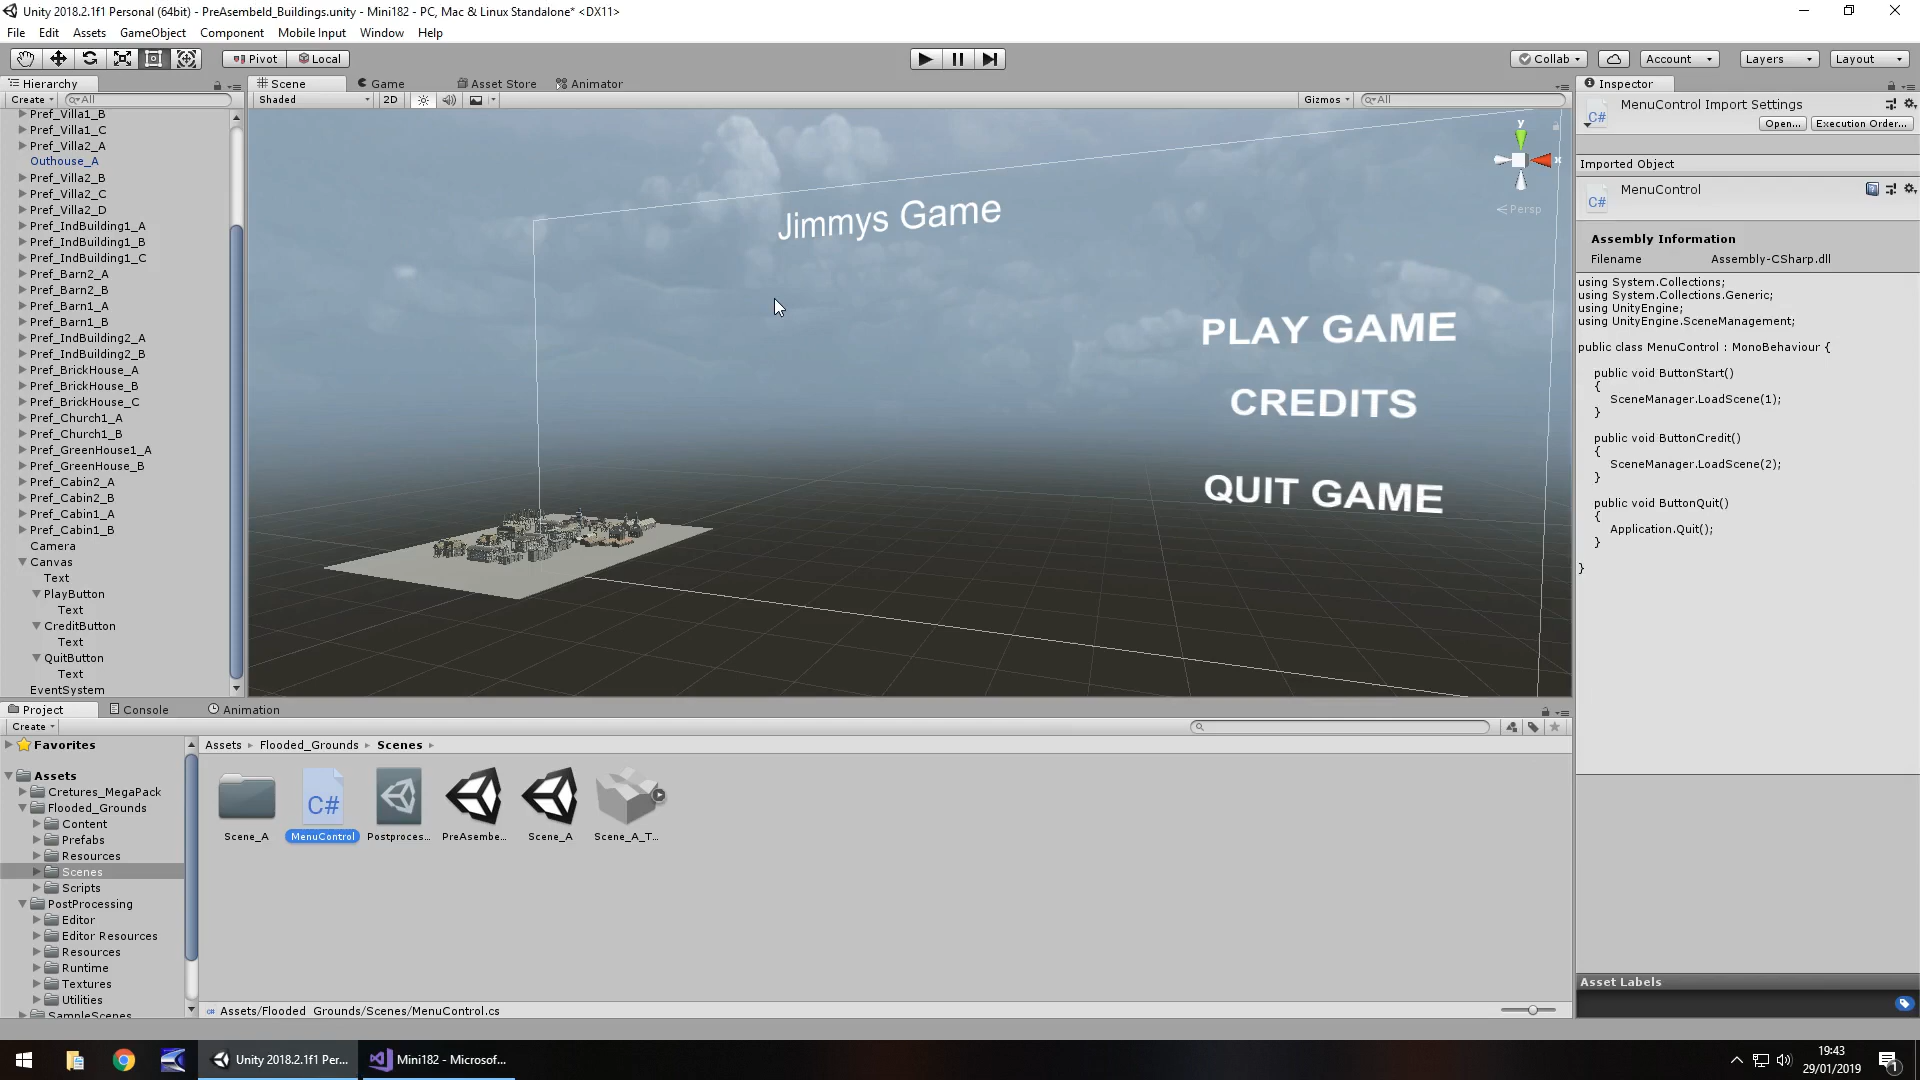 Unity 2018.2.1f1 Personal (64bit) - PreAsembeld_Buildings.unity - Mini182 - PC, Mac & Linux Standalone* <DX11>
File Edit Assets GameObject Component Mobile Input Window Help
Pivot Local Collab Account Layers Layout
Hierarchy
Create All
Pref_Villa1_B
Pref_Villa1_C
Pref_Villa2_A
Outhouse_A
Pref_Villa2_B
Pref_Villa2_C
Pref_Villa2_D
Pref_IndBuilding1_A
Pref_IndBuilding1_B
Pref_IndBuilding1_C
Pref_Barn2_A
Pref_Barn2_B
Pref_Barn1_A
Pref_Barn1_B
Pref_IndBuilding2_A
Pref_IndBuilding2_B
Pref_BrickHouse_A
Pref_BrickHouse_B
Pref_BrickHouse_C
Pref_Church1_A
Pref_Church1_B
Pref_GreenHouse1_A
Pref_GreenHouse_B
Pref_Cabin2_A
Pref_Cabin2_B
Pref_Cabin1_A
Pref_Cabin1_B
Camera
Canvas
Text
PlayButton
Text
CreditButton
Text
QuitButton
Text
EventSystem
Scene Game Asset Store Animator
Shaded 2D Gizmos All
y
x
Persp
Jimmys Game
PLAY GAME
CREDITS
QUIT GAME
Inspector
MenuControl Import Settings
C#
Open... Execution Order...
Imported Object
MenuControl
C#
Assembly Information
Filename Assembly-CSharp.dll
using System.Collections;
using System.Collections.Generic;
using UnityEngine;
using UnityEngine.SceneManagement;
public class MenuControl : MonoBehaviour {
public void ButtonStart()
{
SceneManager.LoadScene(1);
}
public void ButtonCredit()
{
SceneManager.LoadScene(2);
}
public void ButtonQuit()
{
Application.Quit();
}
}
Asset Labels
Project Console Animation
Create
Favorites
Assets
Cretures_MegaPack
Flooded_Grounds
Content
Prefabs
Resources
Scenes
Scripts
PostProcessing
Editor
Editor Resources
Resources
Runtime
Textures
Utilities
SampleScenes
Assets Flooded_Grounds Scenes
C#
Scene_A MenuControl Postproces... PreAsembe... Scene_A Scene_A_T...
c# Assets/Flooded_Grounds/Scenes/MenuControl.cs
Unity 2018.2.1f1 Per... Mini182 - Microsof...
19:43
29/01/2019
1